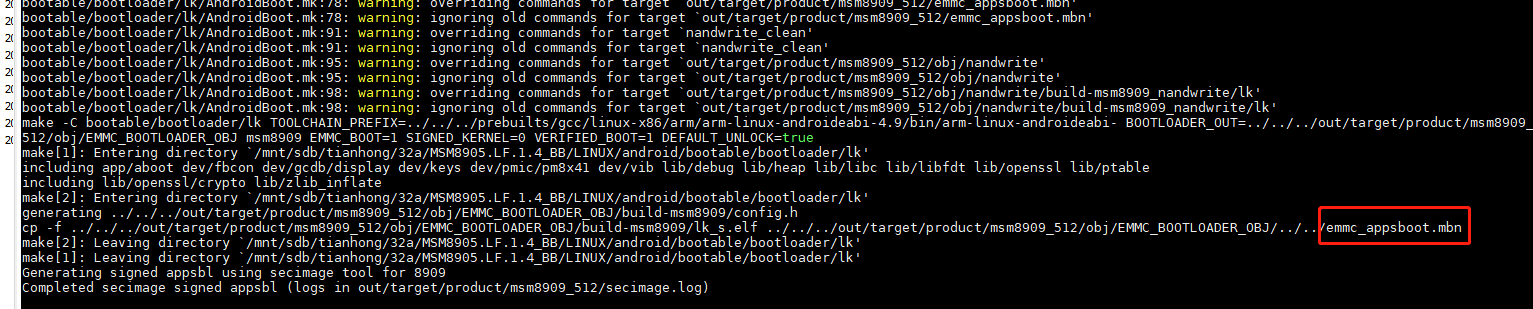 bootable/bootloader/lk/AndroidBoot.mk:78: warning: overriding commands for target `out/target/product/msm8909_512/emmc_appsboot.mbn'
bootable/bootloader/lk/AndroidBoot.mk:78: warning: ignoring old commands for target `out/target/product/msm8909_512/emmc_appsboot.mbn'
bootable/bootloader/lk/AndroidBoot.mk:91: warning: overriding commands for target `nandwrite_clean'
bootable/bootloader/lk/AndroidBoot.mk:91: warning: ignoring old commands for target `nandwrite_clean'
bootable/bootloader/lk/AndroidBoot.mk:95: warning: overriding commands for target `out/target/product/msm8909_512/obj/nandwrite'
bootable/bootloader/lk/AndroidBoot.mk:95: warning: ignoring old commands for target `out/target/product/msm8909_512/obj/nandwrite'
bootable/bootloader/lk/AndroidBoot.mk:98: warning: overriding commands for target `out/target/product/msm8909_512/obj/nandwrite/build-msm8909_nandwrite/lk'
bootable/bootloader/lk/AndroidBoot.mk:98: warning: ignoring old commands for target `out/target/product/msm8909_512/obj/nandwrite/build-msm8909_nandwrite/lk'
make -C bootable/bootloader/lk TOOLCHAIN_PREFIX=../../../prebuilts/gcc/linux-x86/arm/arm-linux-androideabi-4.9/bin/arm-linux-androideabi- BOOTLOADER_OUT=../../../out/target/product/msm8909_
512/obj/EMMC_BOOTLOADER_OBJ msm8909 EMMC_BOOT=1 SIGNED_KERNEL=0 VERIFIED_BOOT=1 DEFAULT_UNLOCK=true
make[1]: Entering directory `/mnt/sdb/tianhong/32a/MSM8905.LF.1.4_BB/LINUX/android/bootable/bootloader/lk'
including app/aboot dev/fbcon dev/gcdb/display dev/keys dev/pmic/pm8x41 dev/vib lib/debug lib/heap lib/libc lib/libfdt lib/openssl lib/ptable
including lib/openssl/crypto lib/zlib_inflate
make[2]: Entering directory `/mnt/sdb/tianhong/32a/MSM8905.LF.1.4_BB/LINUX/android/bootable/bootloader/lk'
generating ../../../out/target/product/msm8909_512/obj/EMMC_BOOTLOADER_OBJ/build-msm8909/config.h
cp -f ../../../out/target/product/msm8909_512/obj/EMMC_BOOTLOADER_OBJ/build-msm8909/lk_s.elf ../../../out/target/product/msm8909_512/obj/EMMC_BOOTLOADER_OBJ/../../emmc_appsboot.mbn
make[2]: Leaving directory `/mnt/sdb/tianhong/32a/MSM8905.LF.1.4_BB/LINUX/android/bootable/bootloader/lk'
make[1]: Leaving directory `/mnt/sdb/tianhong/32a/MSM8905.LF.1.4_BB/LINUX/android/bootable/bootloader/lk'
Generating signed appsbl using secimage tool for 8909
Completed secimage signed appsbl (logs in out/target/product/msm8909_512/secimage.log)